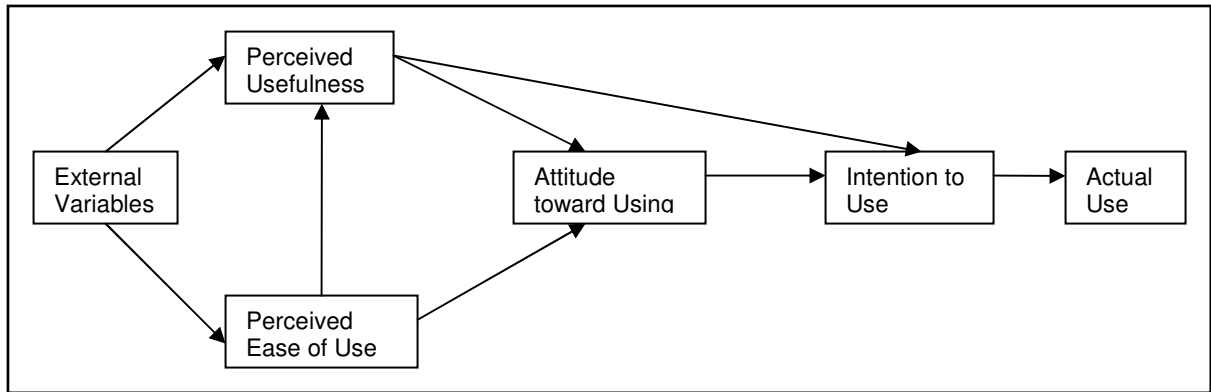 Perceived
Usefulness
External
Variables
Attitude
toward Using
Intention to
Use
Actual
Use
Perceived
Ease of Use